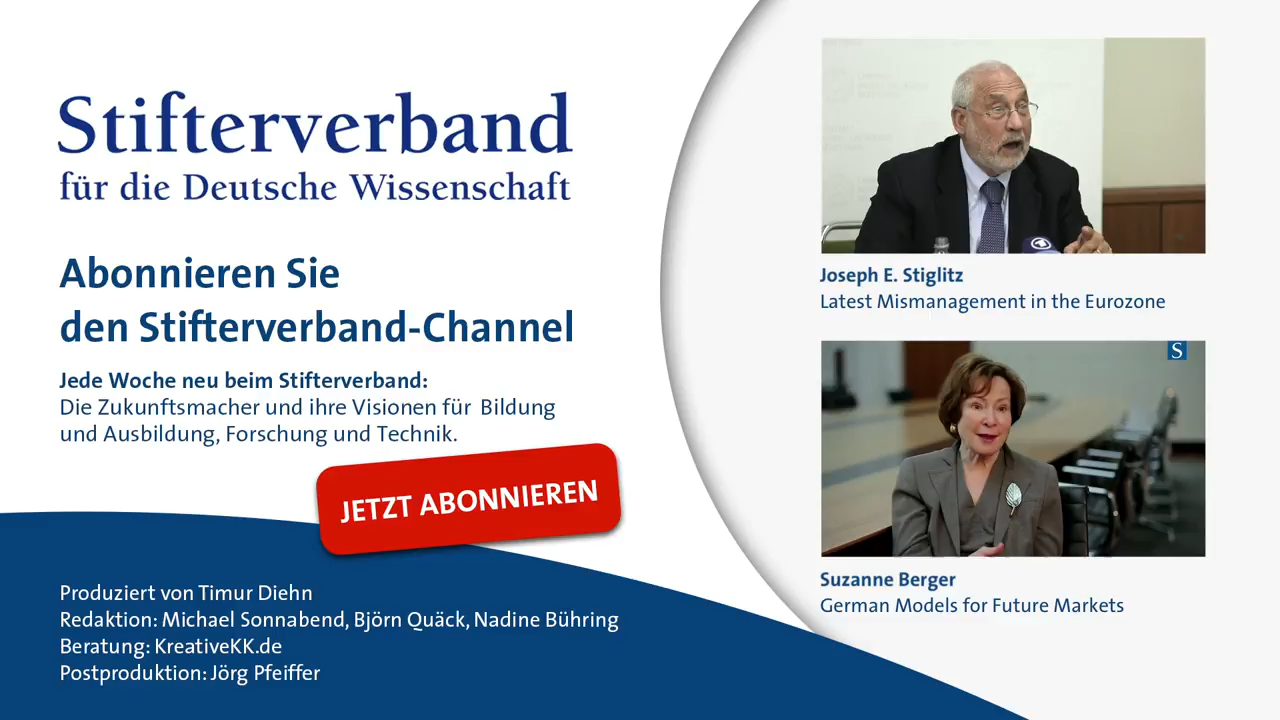 Stifterverband
für die Deutsche Wissenschaft
Abonnieren Sie
den Stifterverband-Channel
Jede Woche neu beim Stifterverband:
Die Zukunftsmacher und ihre Visionen für Bildung
und Ausbildung, Forschung und Technik.
JETZT ABONNIEREN
Produziert von Timur Diehn
Redaktion: Michael Sonnabend, Björn Quäck, Nadine Bühring
Beratung: KreativeKK.de
Postproduktion: Jörg Pfeiffer
Joseph E. Stiglitz
Latest Mismanagement in the Eurozone
S
Suzanne Berger
German Models for Future Markets